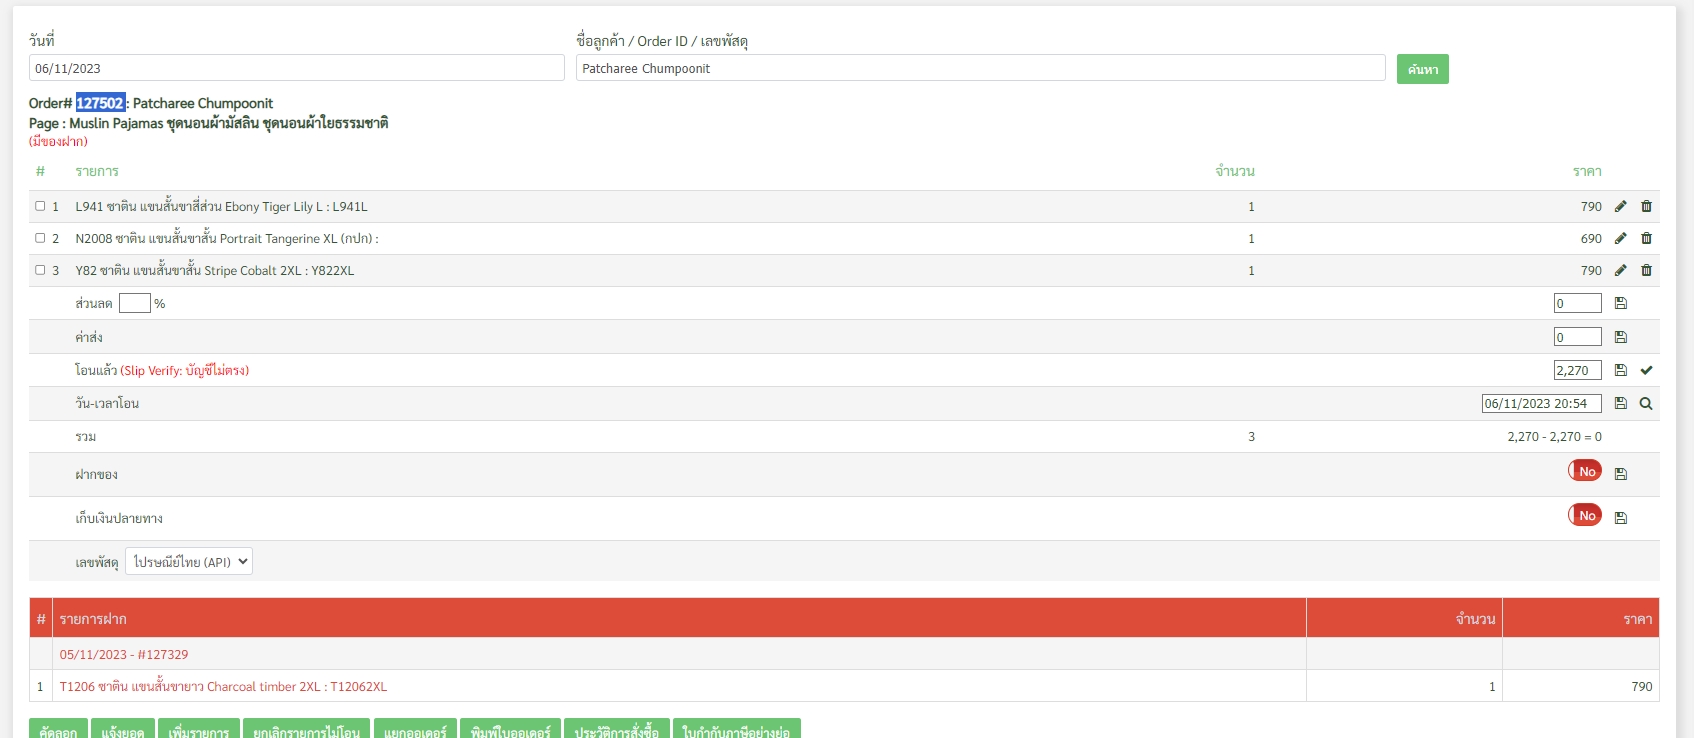 วันที่ ชื่อลูกค้า / Order ID / เลขพัสดุ
06/11/2023 Patcharee Chumpoonit ค้นหา
Order# 127502 : Patcharee Chumpoonit
Page : Muslin Pajamas ชุดนอนผ้ามัสลิน ชุดนอนผ้าใยธรรมชาติ
(มีของฝาก)
# รายการ จำนวน ราคา
1 L941 ซาติน แขนสั้นขาสี่ส่วน Ebony Tiger Lily L : L941L 1 790
2 N2008 ซาติน แขนสั้นขาสั้น Portrait Tangerine XL (กปก) : 1 690
3 Y82 ซาติน แขนสั้นขาสั้น Stripe Cobalt 2XL : Y822XL 1 790
ส่วนลด % 0
ค่าส่ง 0
โอนแล้ว (Slip Verify: บัญชีไม่ตรง) 2,270
วัน-เวลาโอน 06/11/2023 20:54
รวม 3 2,270 - 2,270 = 0
ฝากของ No
เก็บเงินปลายทาง No
เลขพัสดุ ไปรษณีย์ไทย (API)
# รายการฝาก จำนวน ราคา
05/11/2023 - #127329
1 T1206 ซาติน แขนสั้นขายาว Charcoal timber 2XL : T12062XL 1 790
คัดลอก แจ้งยอด เพิ่มรายการ ยกเลิกรายการไม่โอน แยกออเดอร์ พิมพ์ใบออเดอร์ ประวัติการสั่งซื้อ ใบกำกับภาษีอย่างย่อ